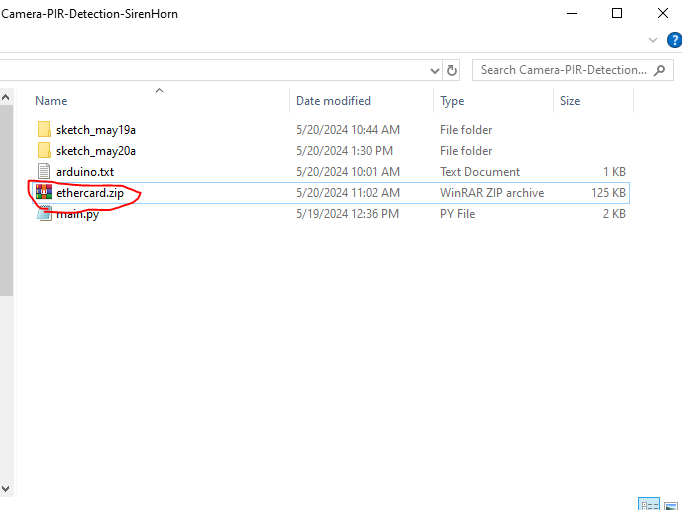 Camera-PIR-Detection-SirenHorn
?
Search Camera-PIR-Detection...
Name Date modified Type Size
sketch_may19a 5/20/2024 10:44 AM File folder
sketch_may20a 5/20/2024 1:30 PM File folder
arduino.txt 5/20/2024 10:01 AM Text Document 1 KB
ethercard.zip 5/20/2024 11:02 AM WinRAR ZIP archive 125 KB
main.py 5/19/2024 12:36 PM PY File 2 KB